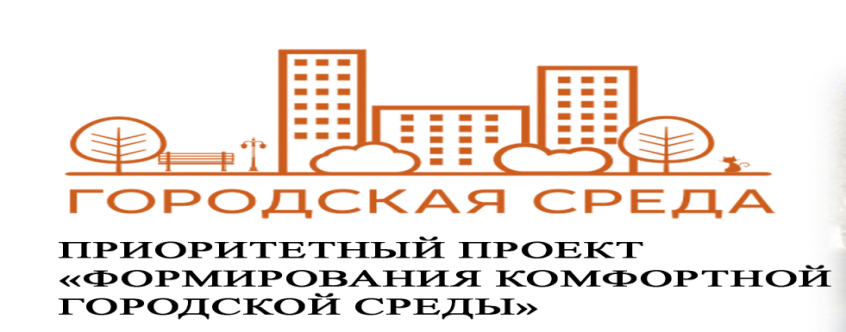 ГОРОДСКАЯ СРЕДА
ПРИОРИТЕТНЫЙ ПРОЕКТ
«ФОРМИРОВАНИЯ КОМФОРТНОЙ
ГОРОДСКОЙ СРЕДЫ»